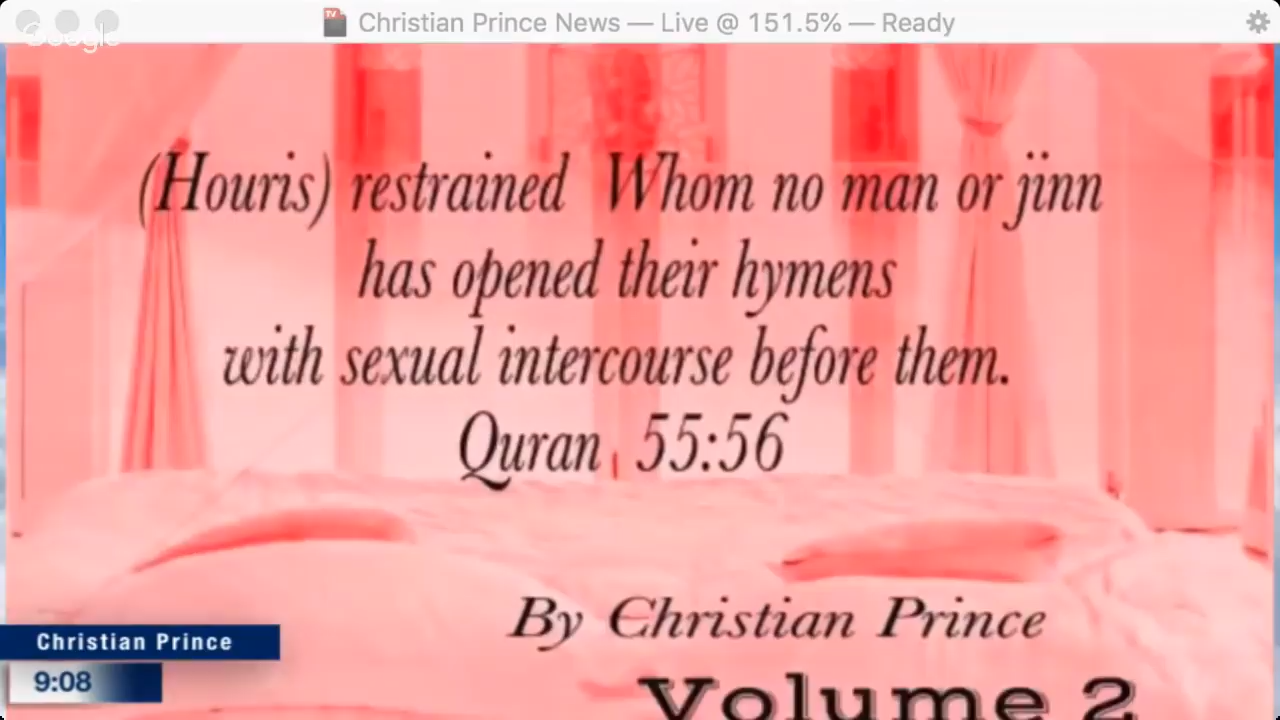 Christian Prince News — Live @ 151.5% — Ready
Google
(Houris) restrained Whom no man or jinn
has opened their hymens
with sexual intercourse before them.
Quran 55:56
By Christian Prince
Volume 2
Christian Prince
9:08